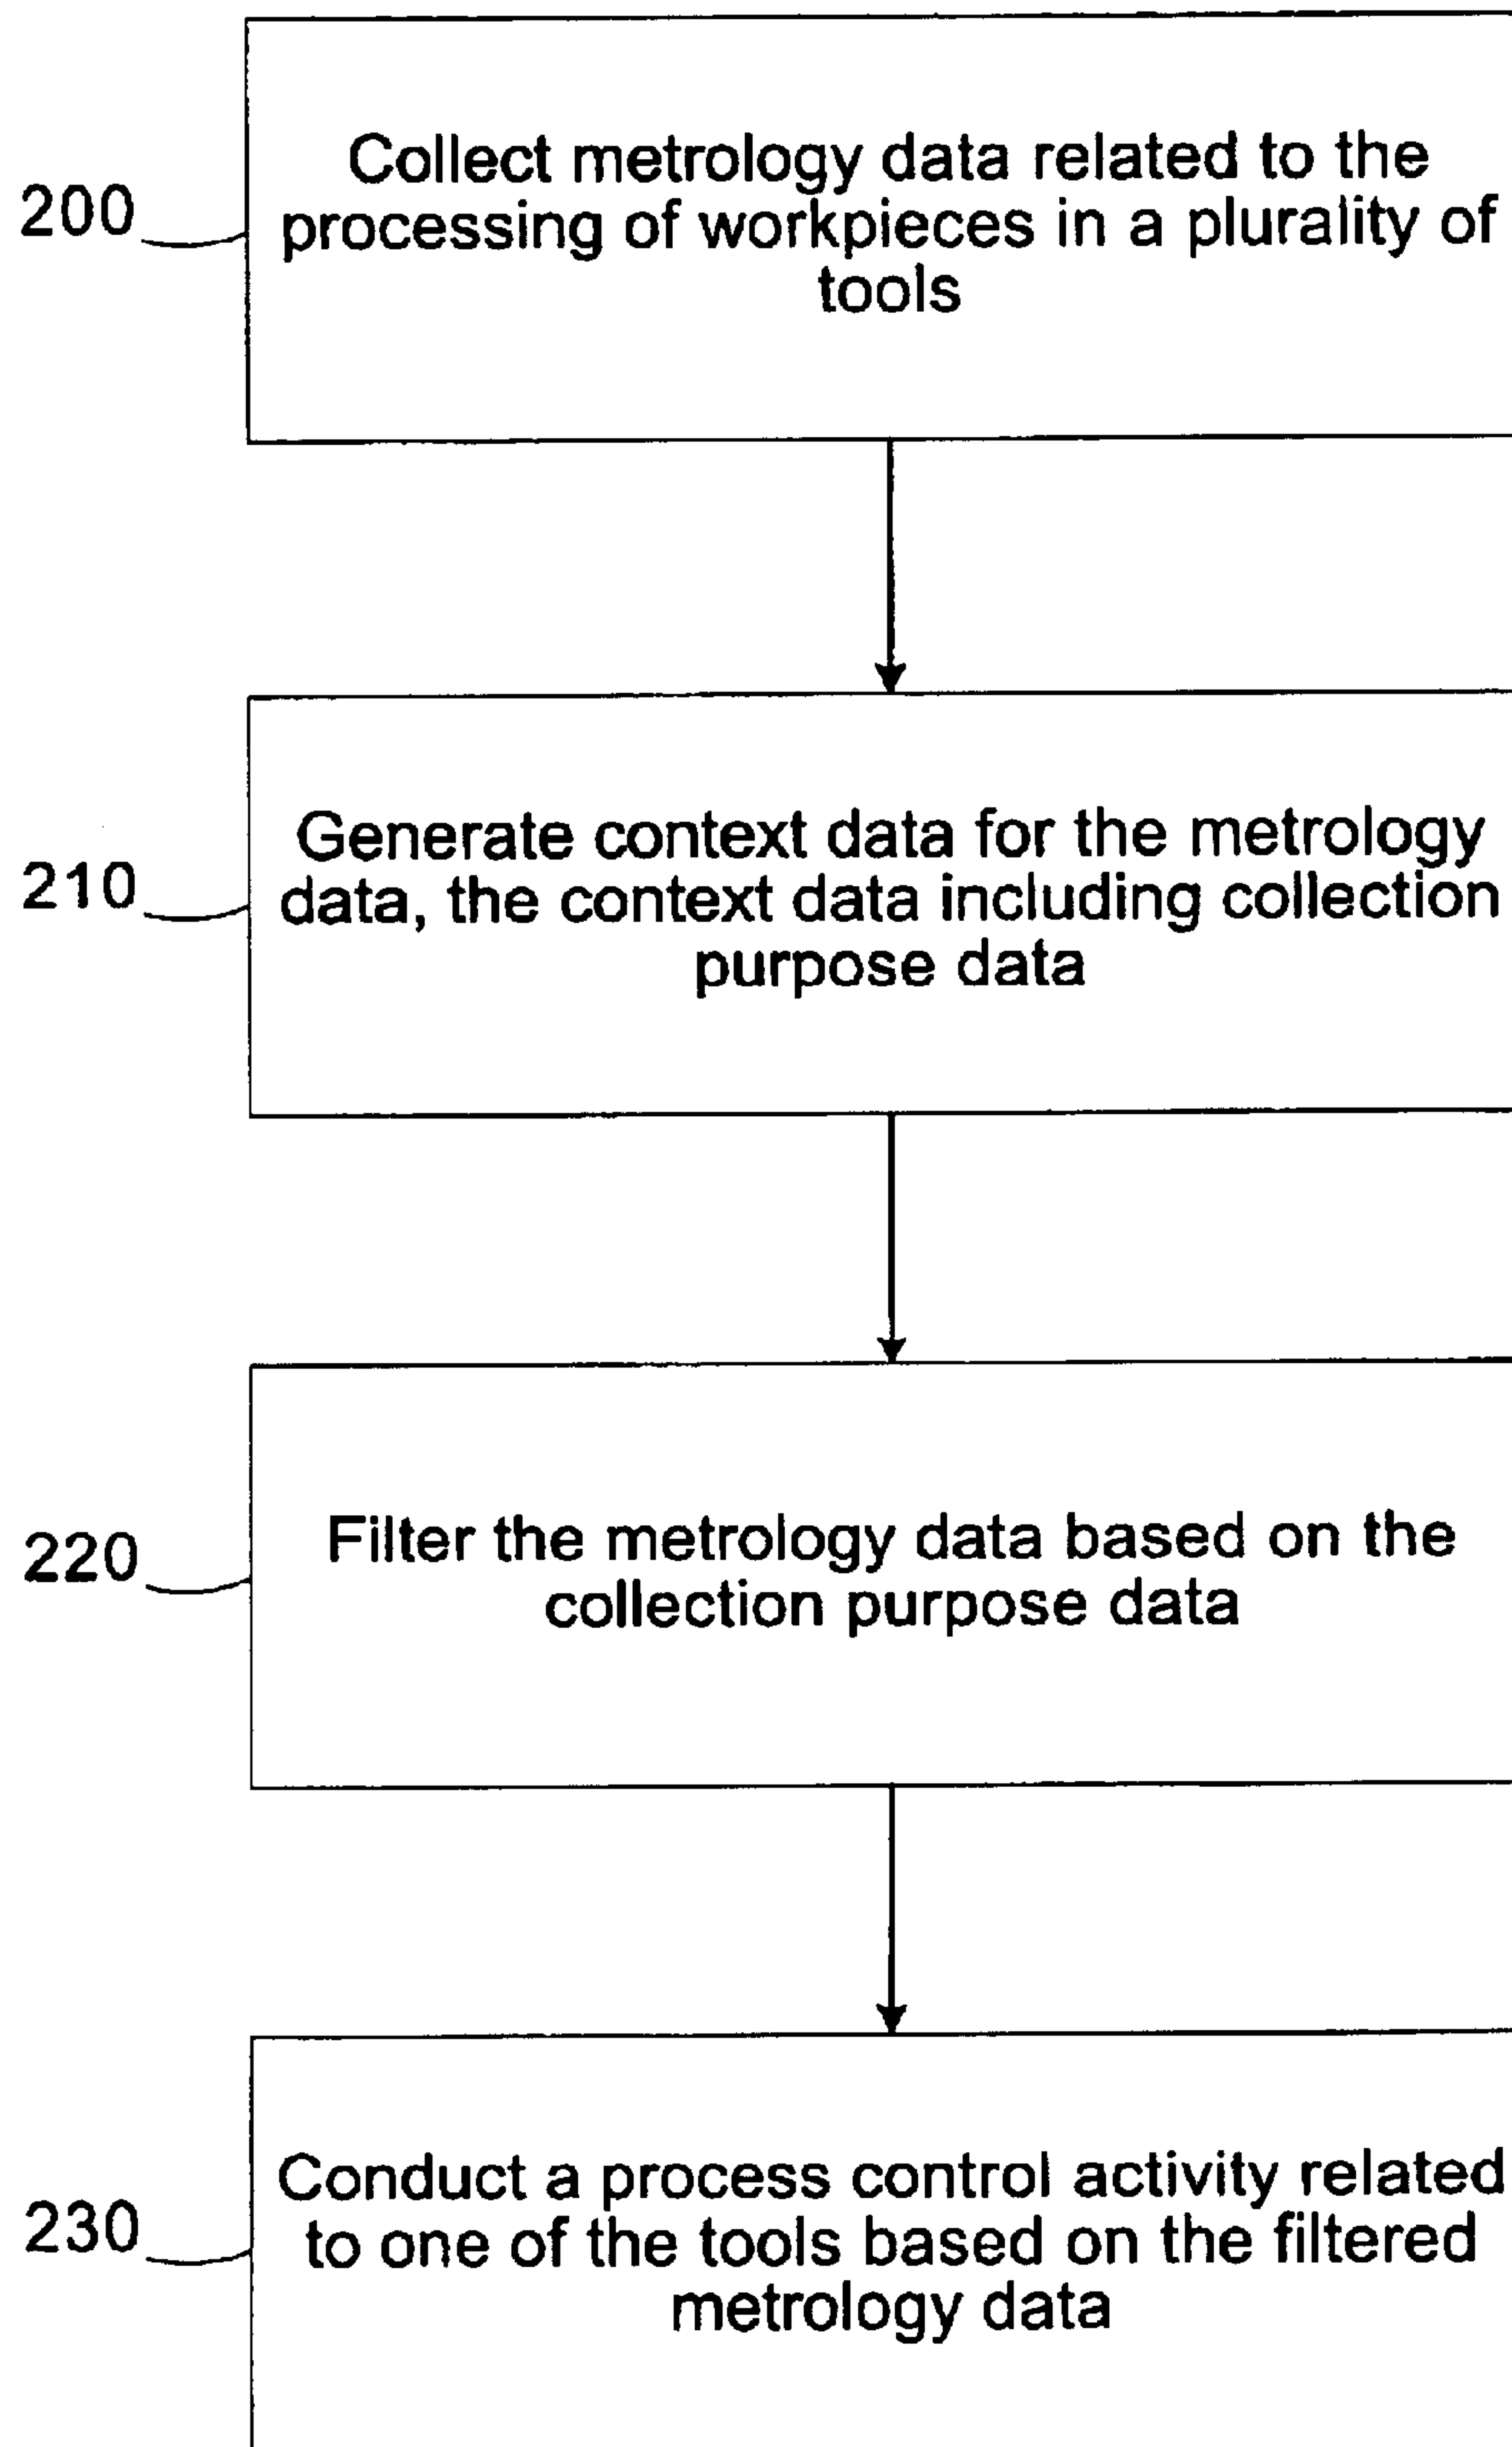 Collect metrology data related to the
200
processing of workpieces in a plurality of
tools
Generate context data for the metrology
210
data, the context data including collection
purpose data
Filter the metrology data based on the
220
collection purpose data
Conduct a process control activity related
230
to one of the tools based on the filtered
metrology data